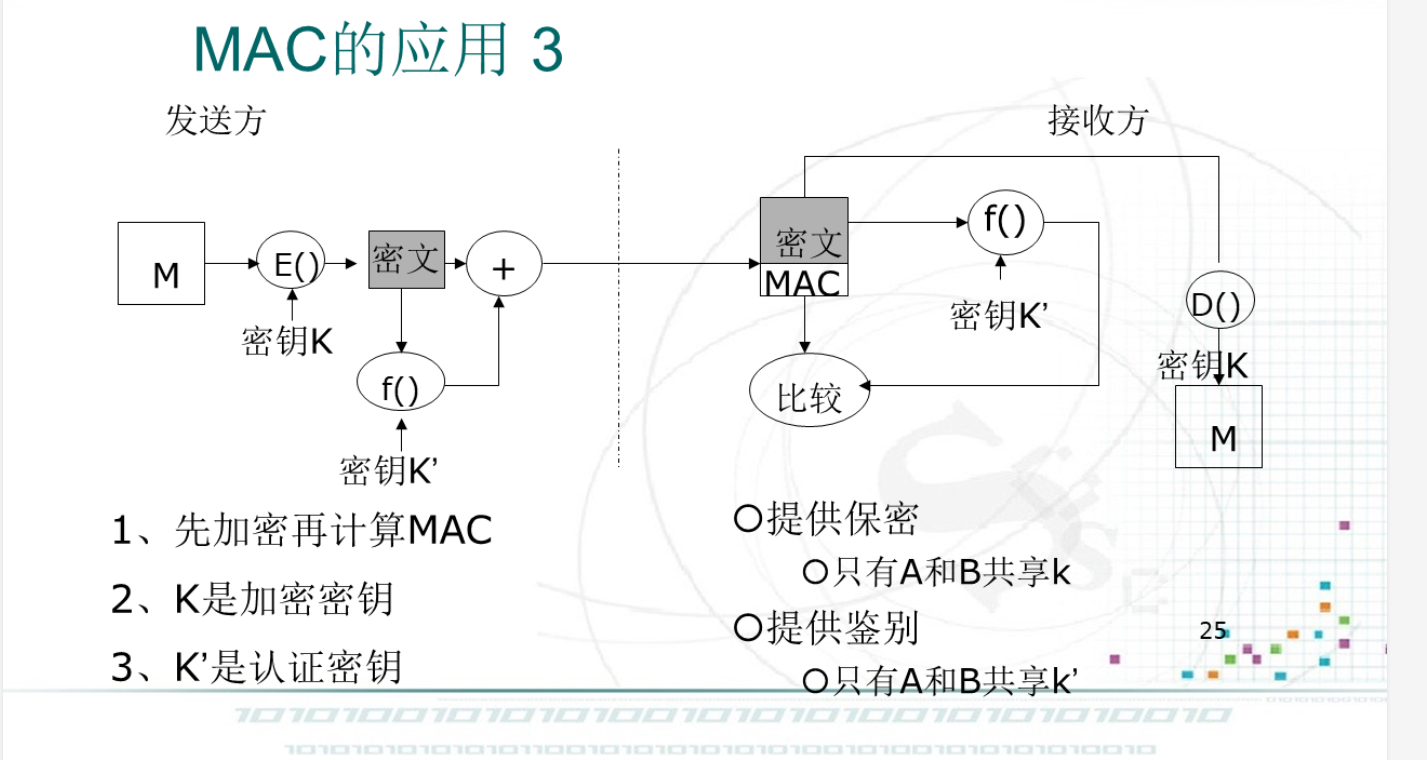 MAC的应用 3
发送方
接收方
M
E()
密文
+
密钥K
f()
密钥K’
密文
MAC
f()
密钥K’
比较
D()
密钥K
M
1、先加密再计算MAC
2、K是加密密钥
3、K’是认证密钥
提供保密
只有A和B共享k
提供鉴别
只有A和B共享k’
25